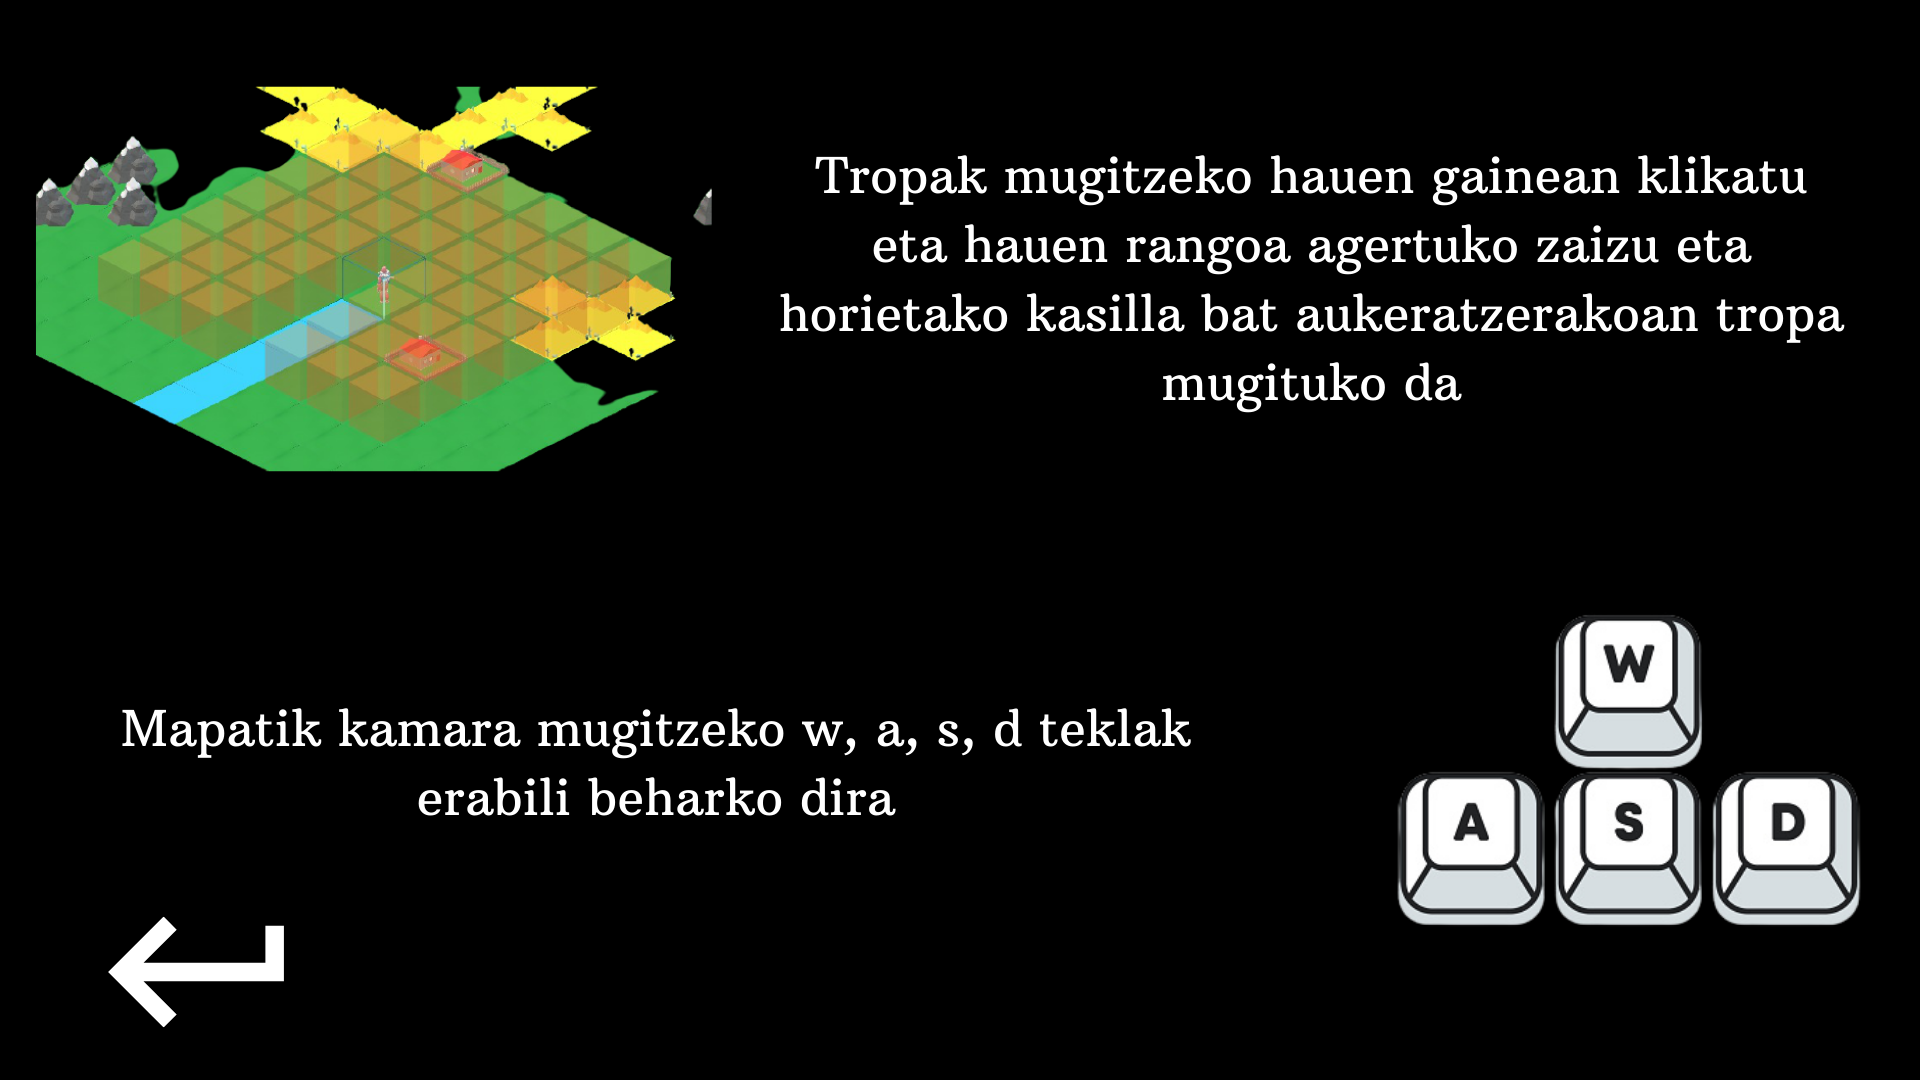 Tropak mugitzeko hauen gainean klikatu
eta hauen rangoa agertuko zaizu eta
horietako kasilla bat aukeratzerakoan tropa
mugituko da
Mapatik kamara mugitzeko w, a, s, d teklak
erabili beharko dira
W
A S D